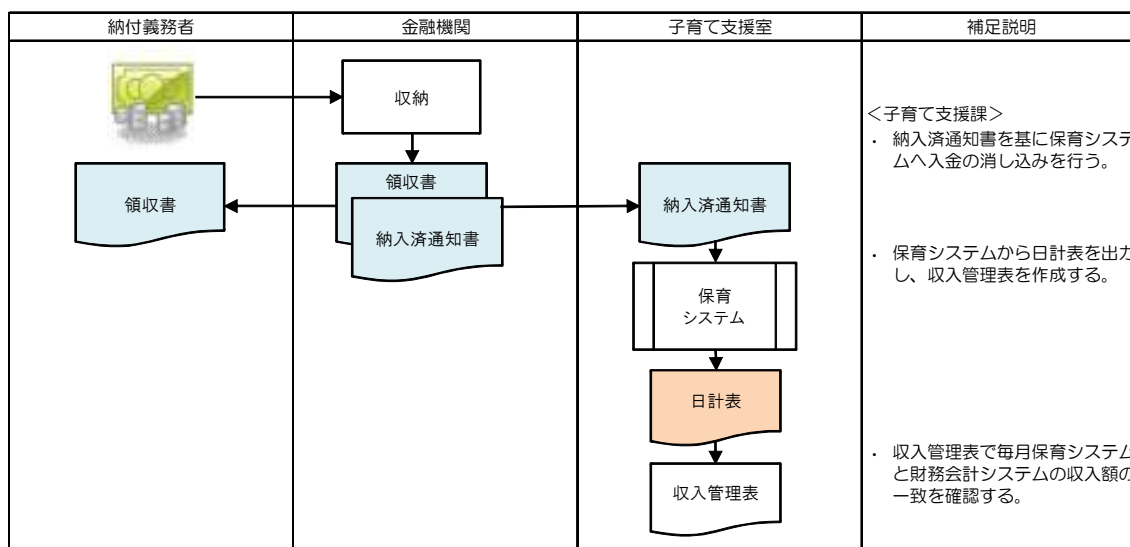 納付義務者
金融機関
子育て支援室
補足説明
収納
領収書
領収書
納入済通知書
納入済通知書
保育
システム
日計表
収入管理表
＜子育て支援課＞
・ 納入済通知書を基に保育システ
ムへ入金の消し込みを行う。
・ 保育システムから日計表を出力
し、収入管理表を作成する。
・ 収入管理表で毎月保育システム
と財務会計システムの収入額の
一致を確認する。